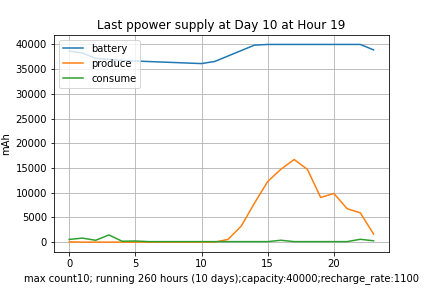 Last ppower supply at Day 10 at Hour 19
40000
35000
30000
25000
20000
15000
10000
5000
0
mAh
battery
produce
consume
0 5 10 15 20
max count10; running 260 hours (10 days);capacity:40000;recharge_rate:1100